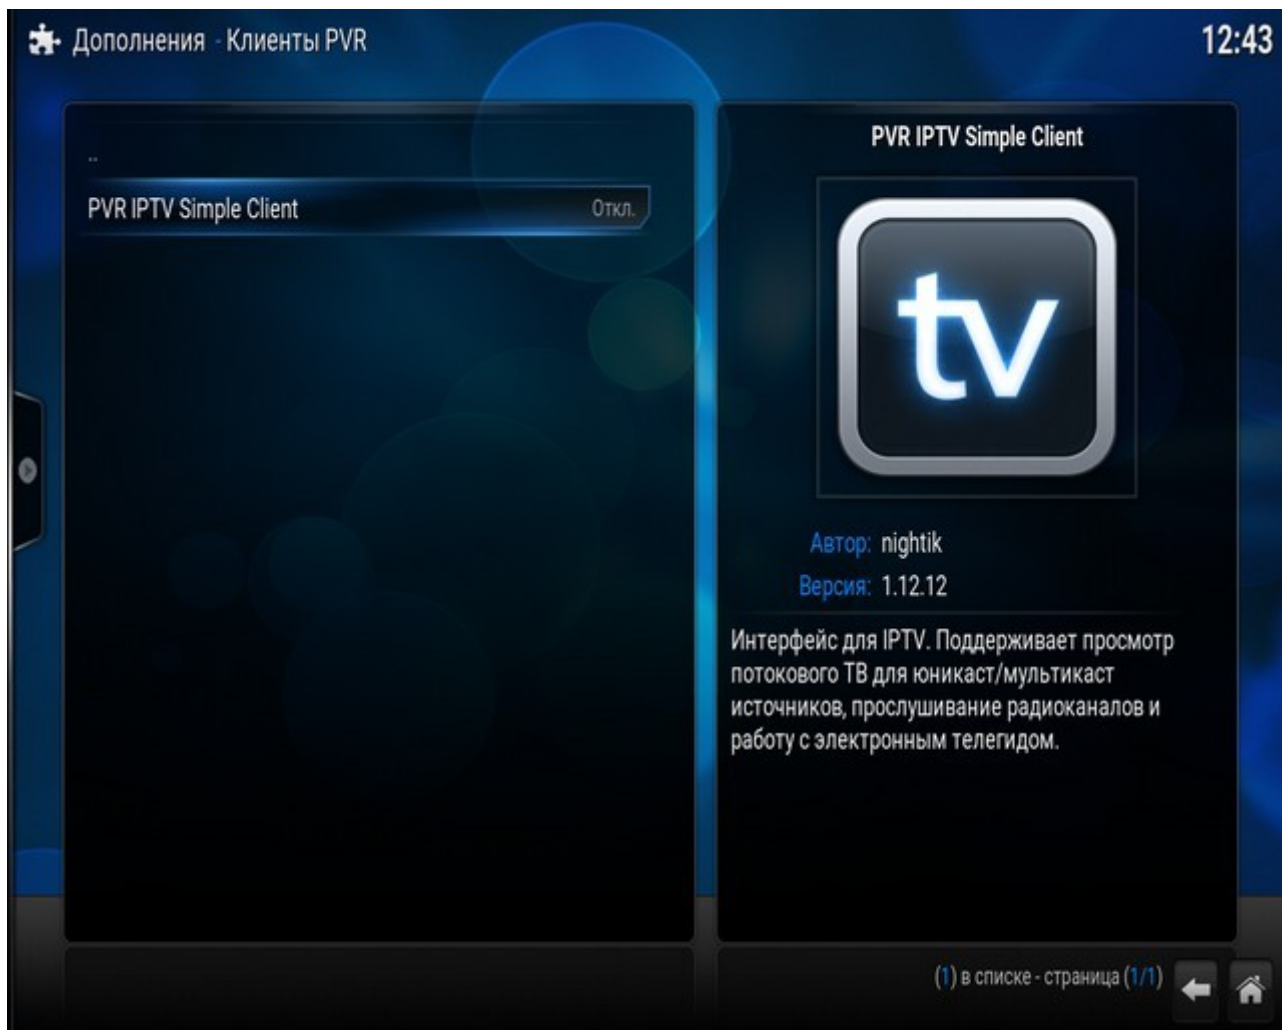 Дополнения - Клиенты PVR
12:43
..
PVR IPTV Simple Client
Откл.
PVR IPTV Simple Client
tv
Автор: nightik
Версия: 1.12.12
Интерфейс для IPTV. Поддерживает просмотр
потокового ТВ для юникаст/мультикаст
источников, прослушивание радиоканалов и
работу с электронным телегидом.
(1) в списке - страница (1/1)